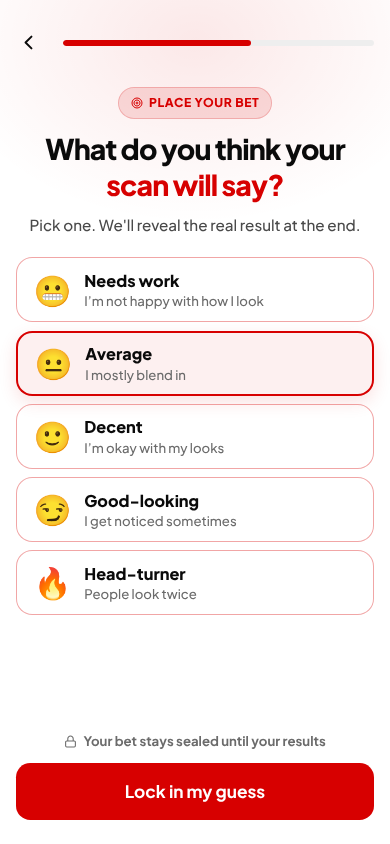 PLACE YOUR BET
What do you think your
scan will say?
Pick one. We'll reveal the real result at the end.
Needs work
I'm not happy with how I look
Average
I mostly blend in
Decent
I'm okay with my looks
Good-looking
I get noticed sometimes
Head-turner
People look twice
Your bet stays sealed until your results
Lock in my guess